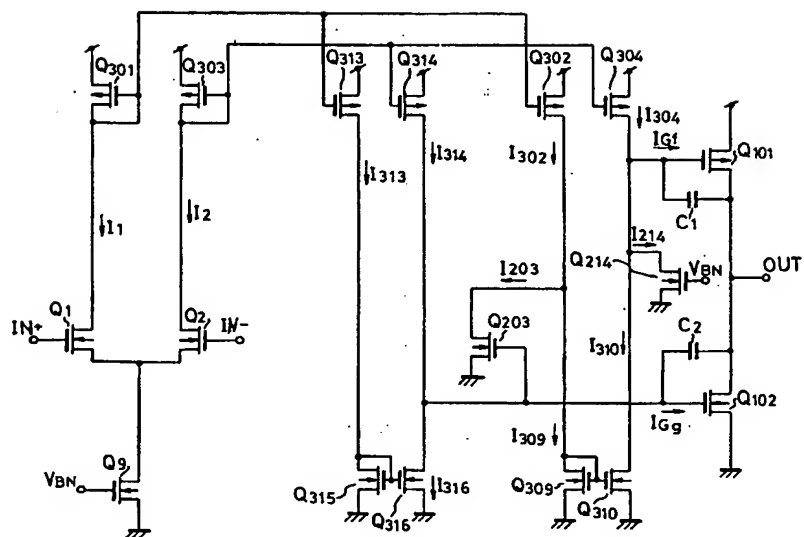 Q301
Q303
Q313
Q314
Q302
Q304
I304
IGf
Q101
I1
I2
I313
I314
I302
C1
I214
Q214
VBN
OUT
I203
IN+
Q1
Q2
IN-
Q203
I310
C2
Q102
IGg
I309
VBN
Q9
Q315
Q316
I316
Q309
Q310